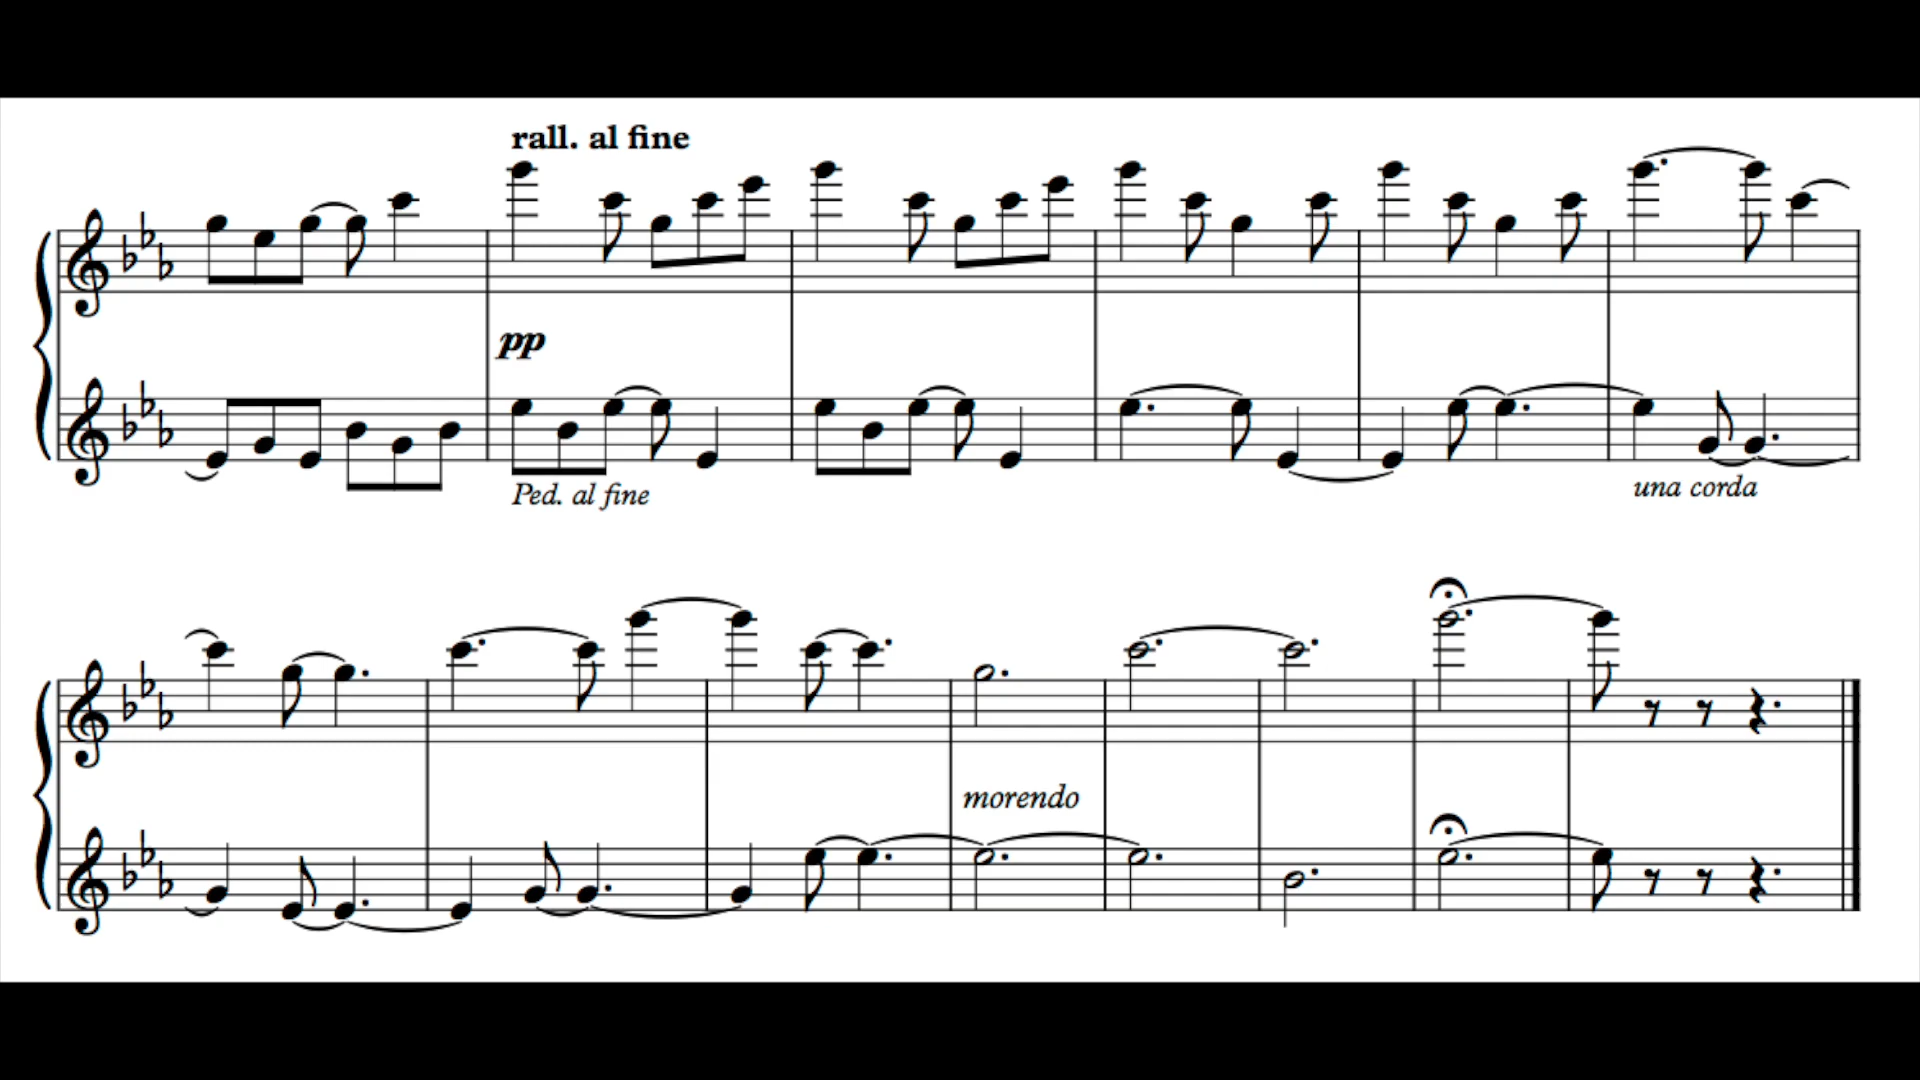 rall. al fine
pp
Ped. al fine
una corda
morendo